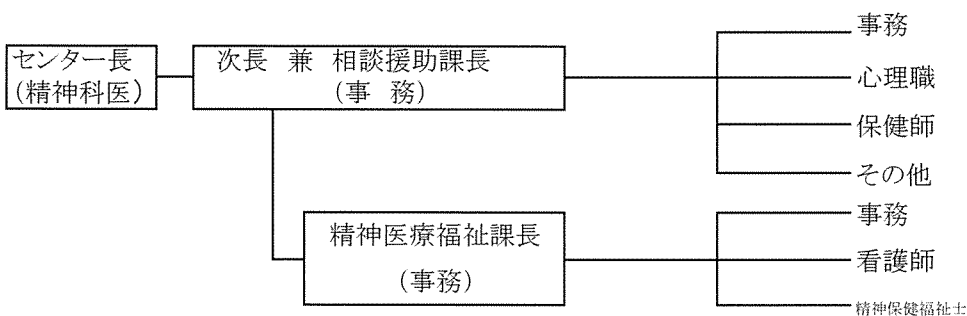 センター長
(精神科医)
次長 兼 相談援助課長
(事 務)
事務
心理職
保健師
その他
精神医療福祉課長
(事務)
事務
看護師
精神保健福祉士